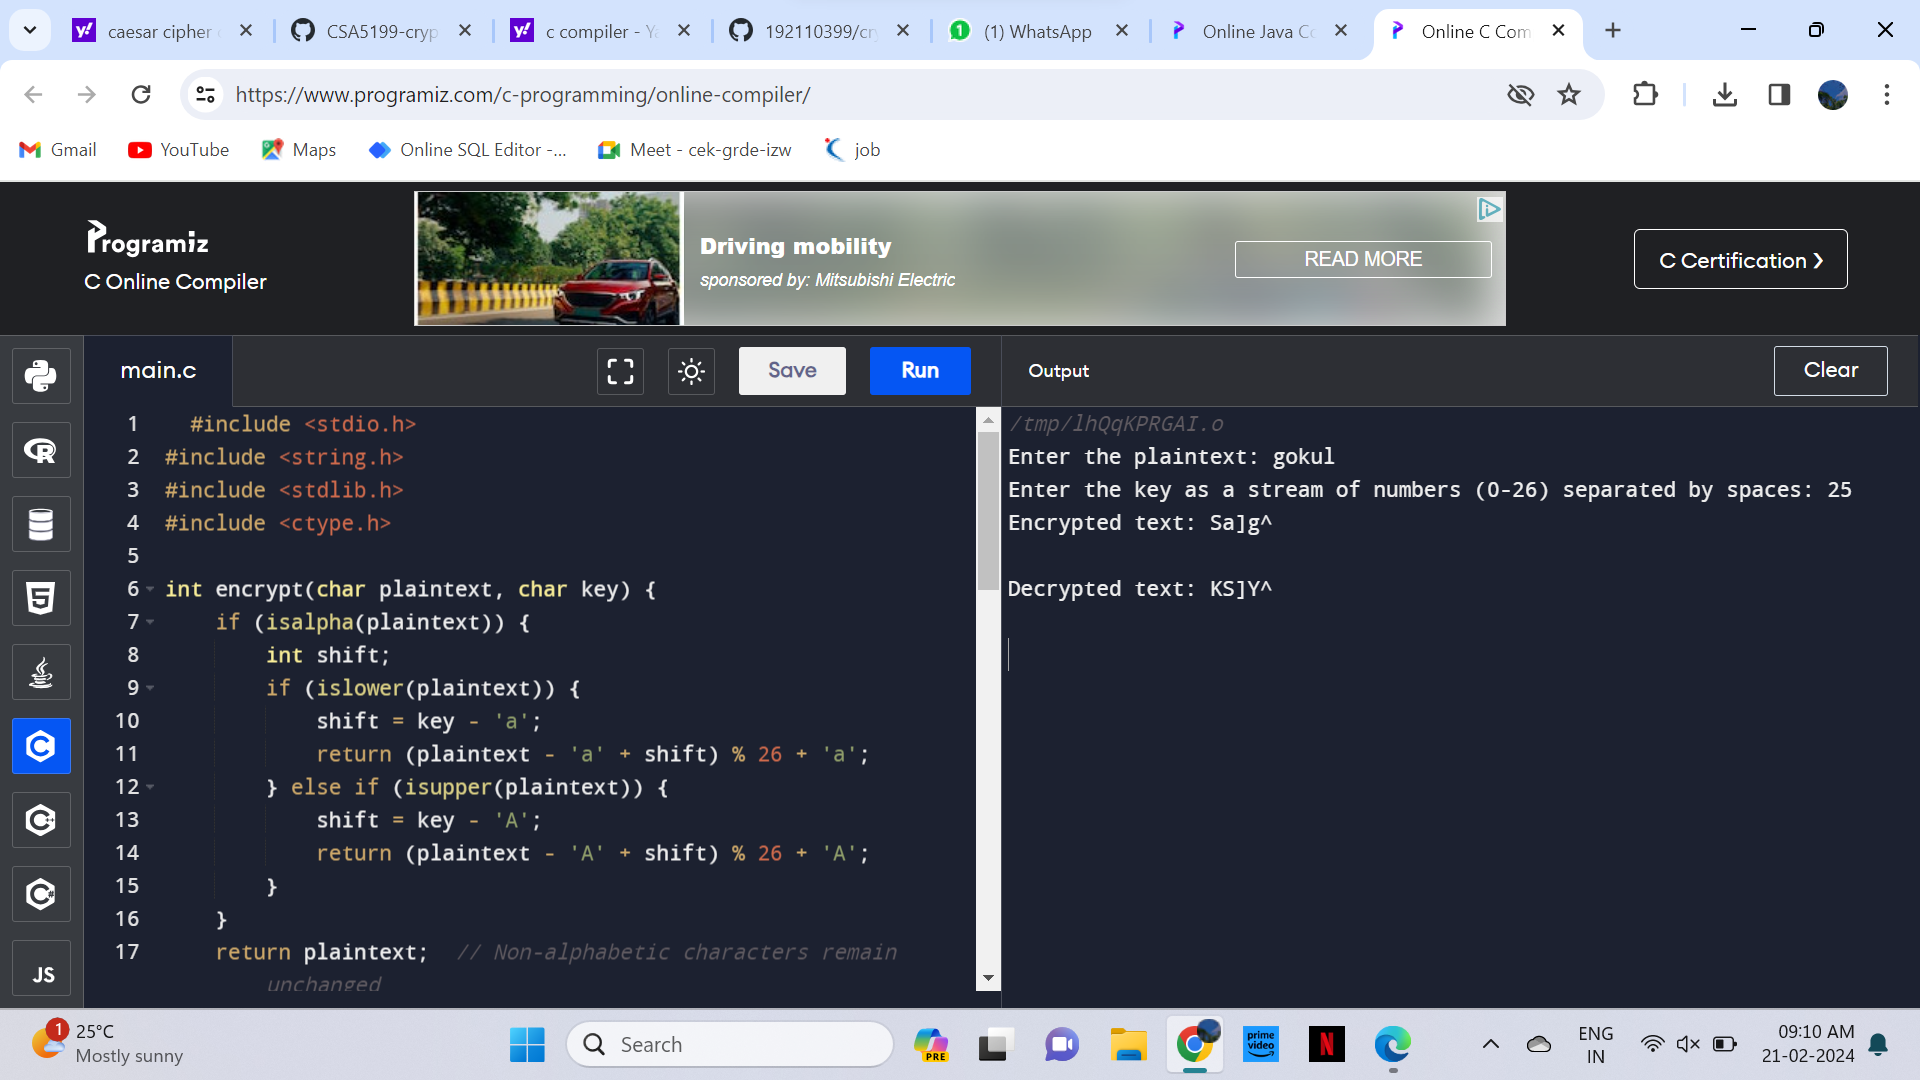 caesar cipher
CSA5199-cryp
c compiler - Ya
192110399/cry
(1) WhatsApp
Online Java Co
Online C Com
https://www.programiz.com/c-programming/online-compiler/
Gmail
YouTube
Maps
Online SQL Editor -...
Meet - cek-grde-izw
job
Programiz
C Online Compiler
Driving mobility
sponsored by: Mitsubishi Electric
READ MORE
C Certification ❯
main.c
Save
Run
Output
Clear
1 #include <stdio.h>
2 #include <string.h>
3 #include <stdlib.h>
4 #include <ctype.h>
5
6 int encrypt(char plaintext, char key) {
7 if (isalpha(plaintext)) {
8 int shift;
9 if (islower(plaintext)) {
10 shift = key - 'a';
11 return (plaintext - 'a' + shift) % 26 + 'a';
12 } else if (isupper(plaintext)) {
13 shift = key - 'A';
14 return (plaintext - 'A' + shift) % 26 + 'A';
15 }
16 }
17 return plaintext; // Non-alphabetic characters remain
unchanged
/tmp/lhQqKPRGAI.o
Enter the plaintext: gokul
Enter the key as a stream of numbers (0-26) separated by spaces: 25
Encrypted text: Sa]g^
Decrypted text: KS]Y^
JS
1
25°C
Mostly sunny
Search
PRE
prime
video
N
ENG
IN
09:10 AM
21-02-2024